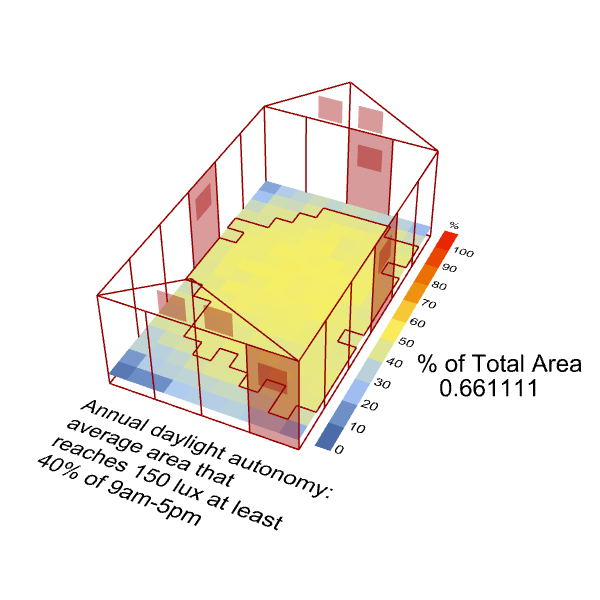 %
100
90
80
70
60
50
40
30
20
10
0
% of Total Area
0.661111
Annual daylight autonomy:
average area that
reaches 150 lux at least
40% of 9am-5pm